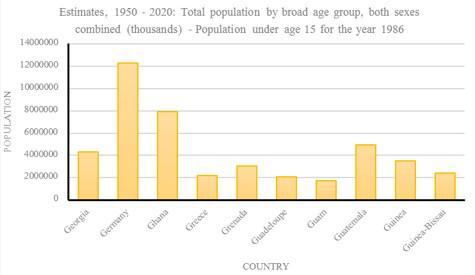 Estimates, 1950 - 2020: Total population by broad age group, both sexes
combined (thousands) - Population under age 15 for the year 1986
POPULATION
14000000
12000000
10000000
8000000
6000000
4000000
2000000
0
Georgia
Germany
Ghana
Greece
Grenada
Guadeloupe
Guam
Guatemala
Guinea
Guinea-Bissau
COUNTRY